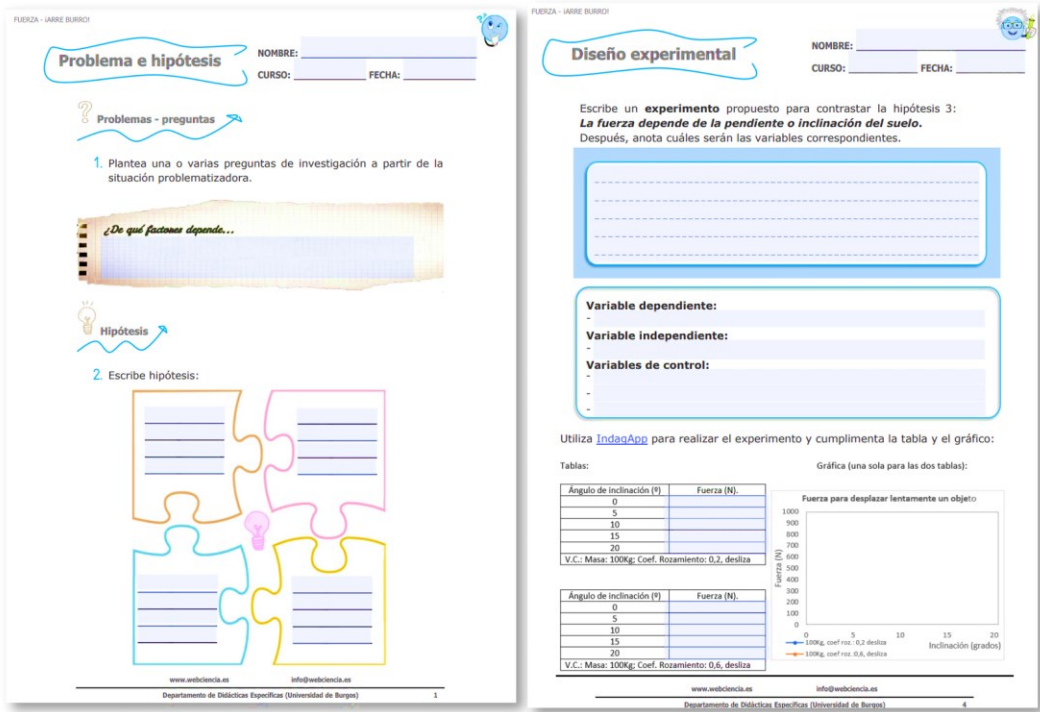 FUERZA - ¡ARRE BURRO!
Problema e hipótesis
NOMBRE:
CURSO: FECHA:
Problemas - preguntas
1. Plantea una o varias preguntas de investigación a partir de la
situación problematizadora.
¿De qué factores depende...
Hipótesis
2. Escribe hipótesis:
www.webciencia.es info@webciencia.es
Departamento de Didácticas Específicas (Universidad de Burgos) 1
FUERZA - ¡ARRE BURRO!
Diseño experimental
NOMBRE:
CURSO: FECHA:
Escribe un experimento propuesto para contrastar la hipótesis 3:
La fuerza depende de la pendiente o inclinación del suelo.
Después, anota cuáles serán las variables correspondientes.
Variable dependiente:
-
Variable independiente:
-
Variables de control:
-
-
-
Utiliza IndagApp para realizar el experimento y cumplimenta la tabla y el gráfico:
Tablas:
Ángulo de inclinación (º) Fuerza (N).
0
5
10
15
20
V.C.: Masa: 100Kg; Coef. Rozamiento: 0,2, desliza
Ángulo de inclinación (º) Fuerza (N).
0
5
10
15
20
V.C.: Masa: 100Kg; Coef. Rozamiento: 0,6, desliza
Gráfica (una sola para las dos tablas):
Fuerza para desplazar lentamente un objeto
Fuerza (N)
1000
900
800
700
600
500
400
300
200
100
0
0 5 10 15 20
Inclinación (grados)
100Kg, coef roz.: 0,2 desliza
100Kg, coef roz.:0,6, desliza
www.webciencia.es info@webciencia.es
Departamento de Didácticas Específicas (Universidad de Burgos) 4